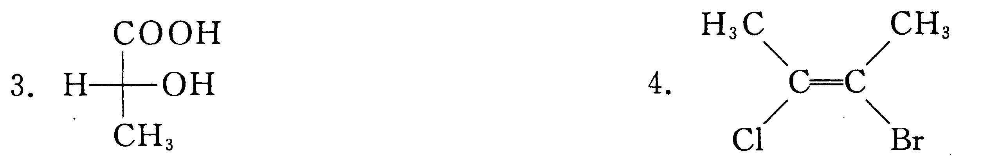 COOH
3. H OH
CH₃
H₃C CH₃
4. C=C
Cl Br